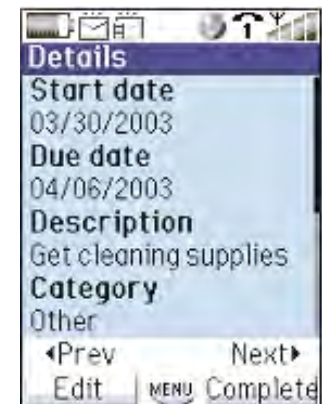 Details
Start date
03/30/2003
Due date
04/06/2003
Description
Get cleaning supplies
Category
Other
◂Prev Next▸
Edit MENU Complete